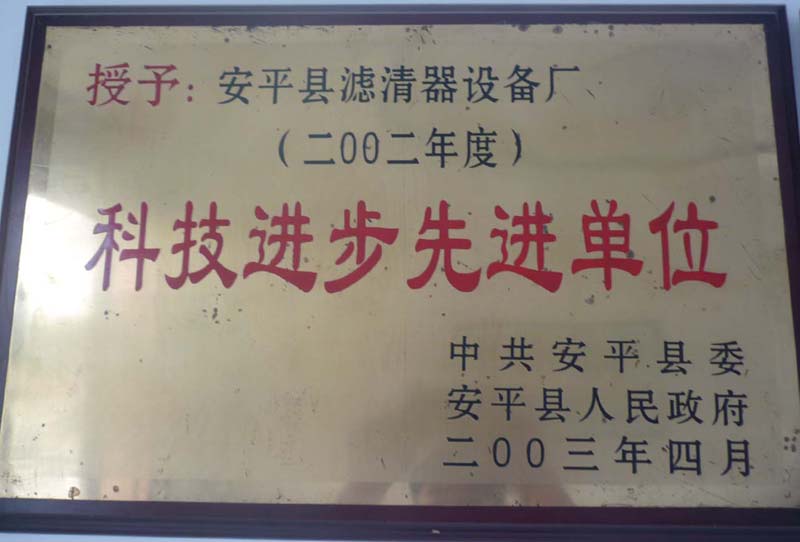 授予：安平县滤清器设备厂
（二00二年度）
科技进步先进单位
中共安平县委
安平县人民政府
二00三年四月